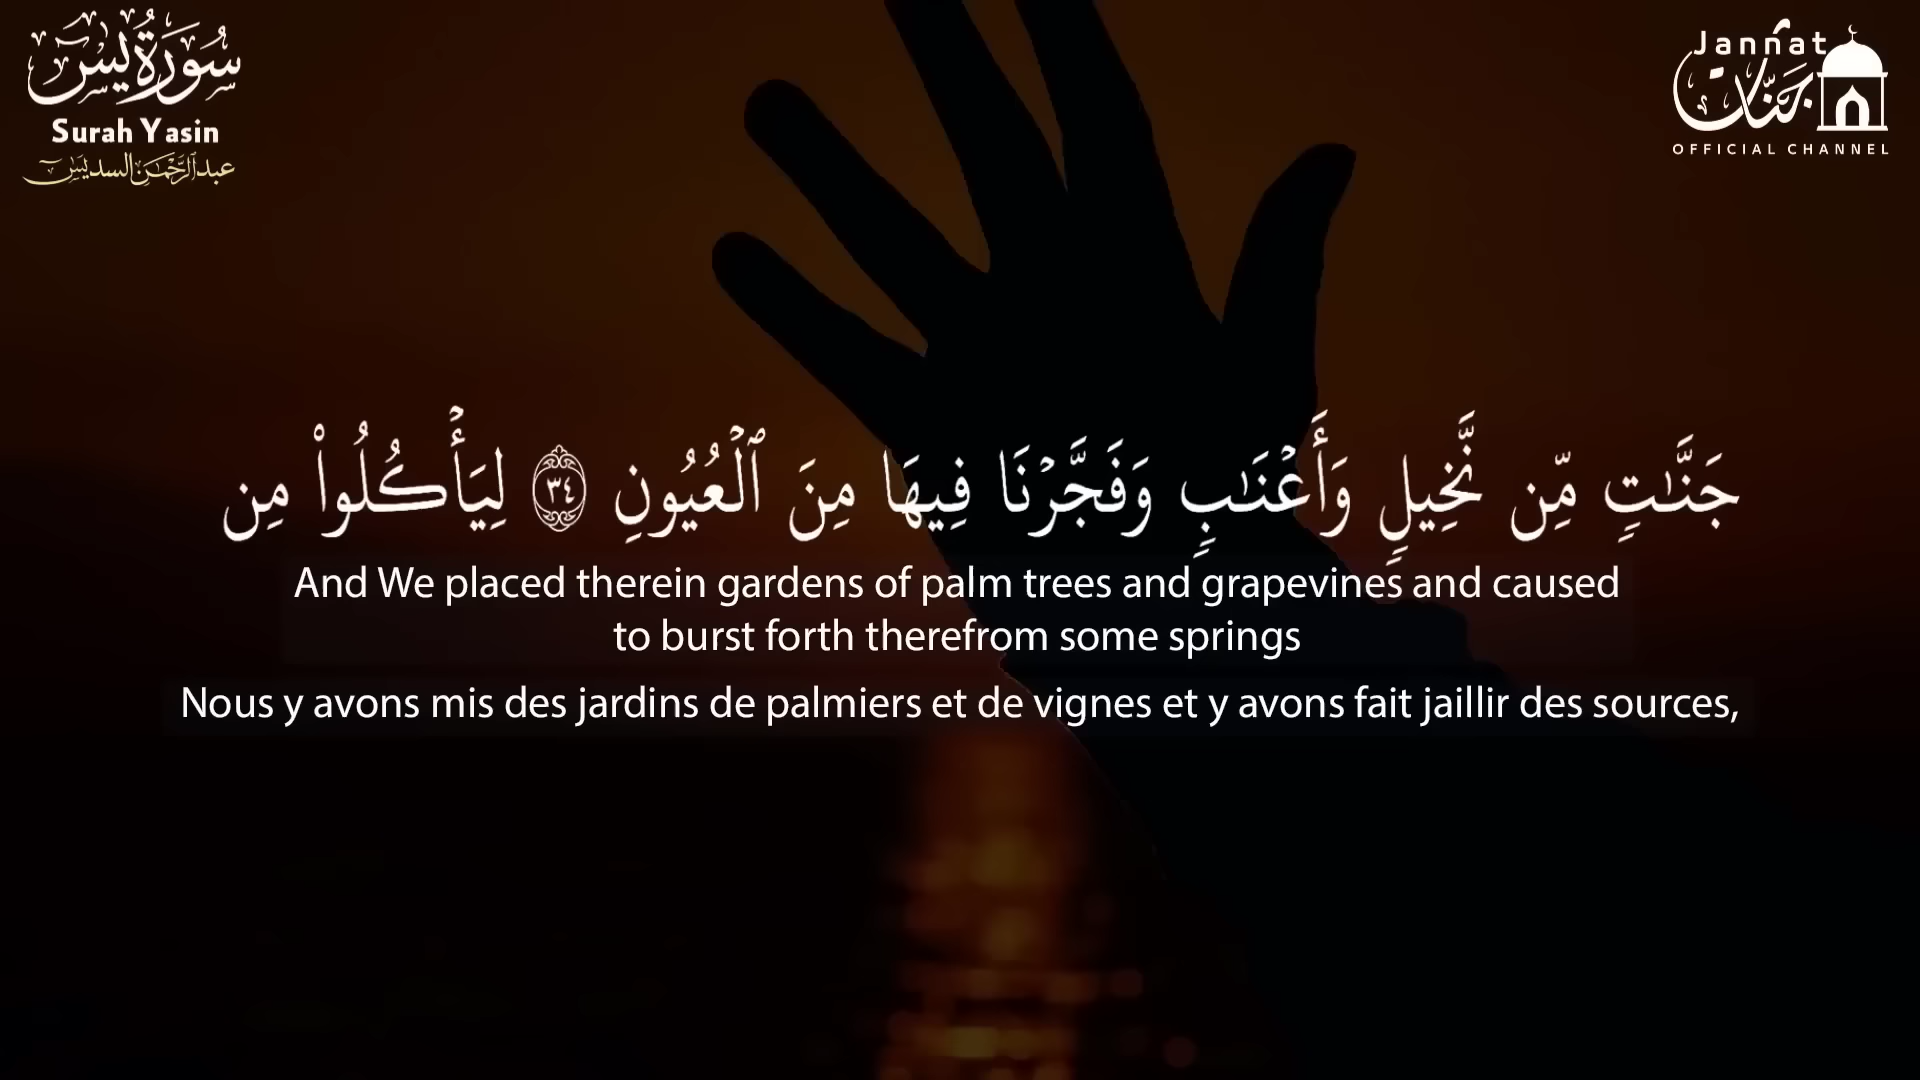 سُورَةُ يسٓ
Surah Yasin
عبدالرحمن السديس
Jannat
جنات
OFFICIAL CHANNEL
جَنَّٰتٍ مِّن نَّخِيلٍ وَأَعْنَٰبٍ وَفَجَّرْنَا فِيهَا مِنَ ٱلْعُيُونِ ٣٤ لِيَأْكُلُوا۟ مِن
And We placed therein gardens of palm trees and grapevines and caused
to burst forth therefrom some springs
Nous y avons mis des jardins de palmiers et de vignes et y avons fait jaillir des sources,